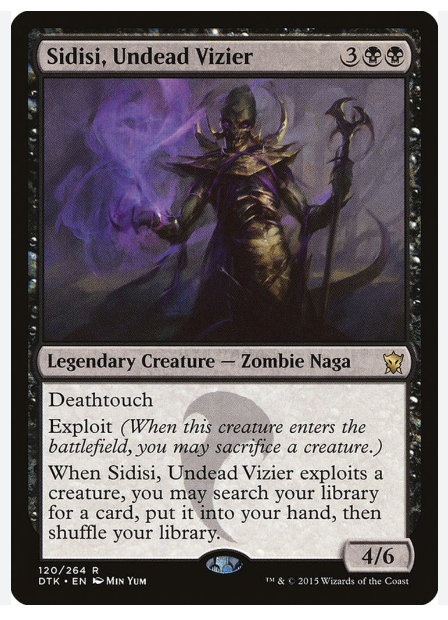 Sidisi, Undead Vizier 3
Legendary Creature — Zombie Naga
Deathtouch
Exploit (When this creature enters the
battlefield, you may sacrifice a creature.)
When Sidisi, Undead Vizier exploits a
creature, you may search your library
for a card, put it into your hand, then
shuffle your library.
4/6
120/264 R
DTK • EN Min Yum
™ & © 2015 Wizards of the Coast